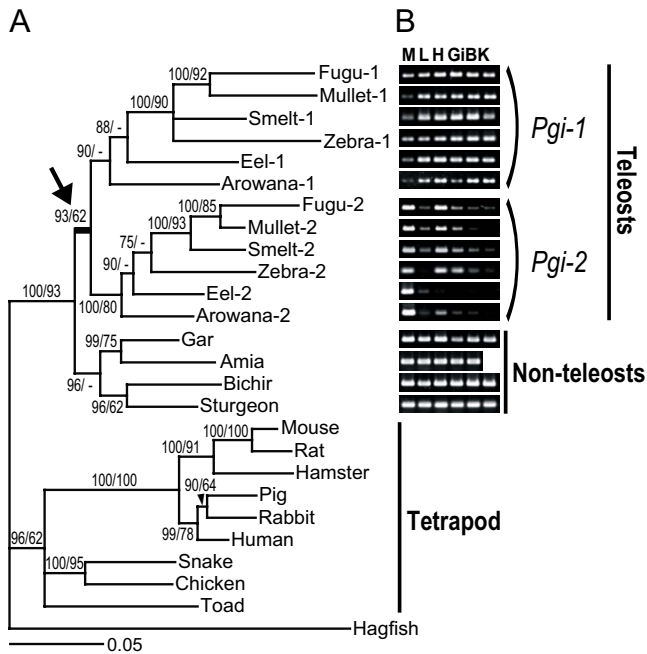 A
B
M L H GiBK
100/92
Fugu-1
Mullet-1
100/90
Smelt-1
88/ -
Zebra-1
90/ -
Eel-1
Arowana-1
Pgi-1
93/62
100/85
Fugu-2
100/93
Mullet-2
75/ -
Smelt-2
90/ -
Zebra-2
Eel-2
100/80
Arowana-2
Pgi-2
Teleosts
100/93
99/75
Gar
Amia
96/ -
Bichir
96/62
Sturgeon
Non-teleosts
100/100
Mouse
100/91
Rat
Hamster
100/100
90/64
Pig
Rabbit
99/78
Human
96/62
100/95
Snake
Chicken
Toad
Tetrapod
Hagfish
0.05